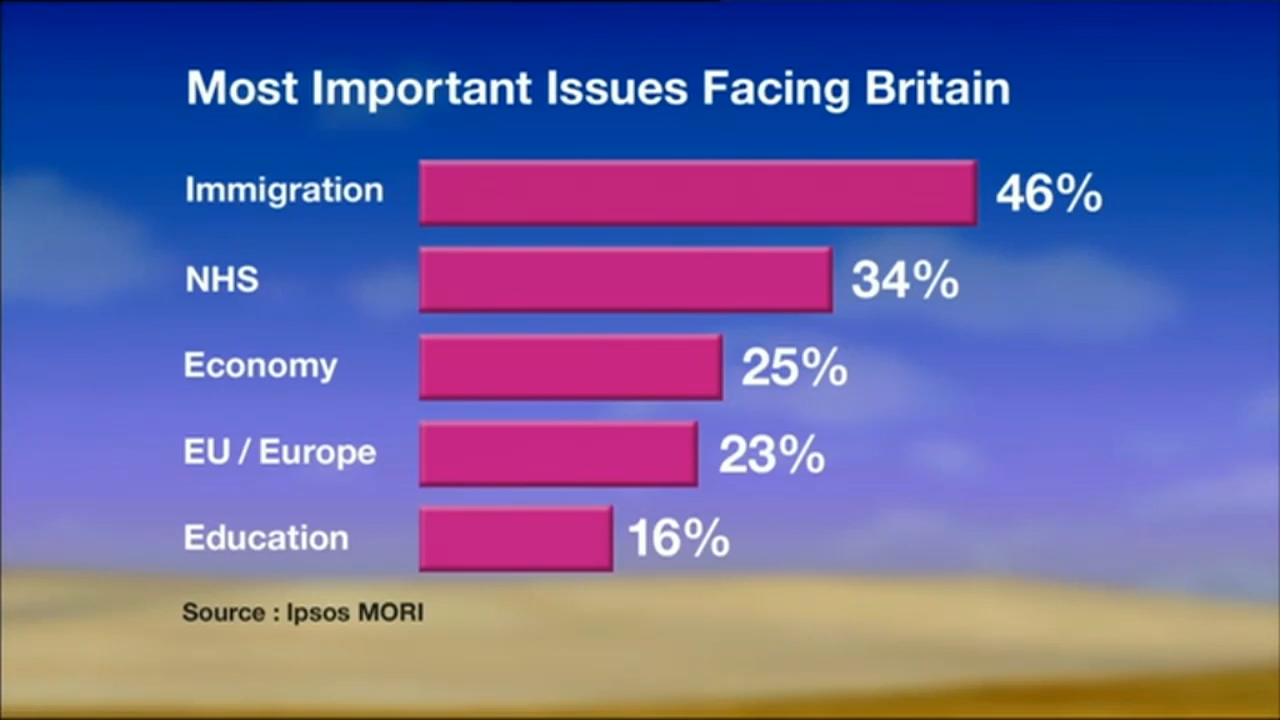 Most Important Issues Facing Britain
Immigration 46%
NHS 34%
Economy 25%
EU / Europe 23%
Education 16%
Source : Ipsos MORI